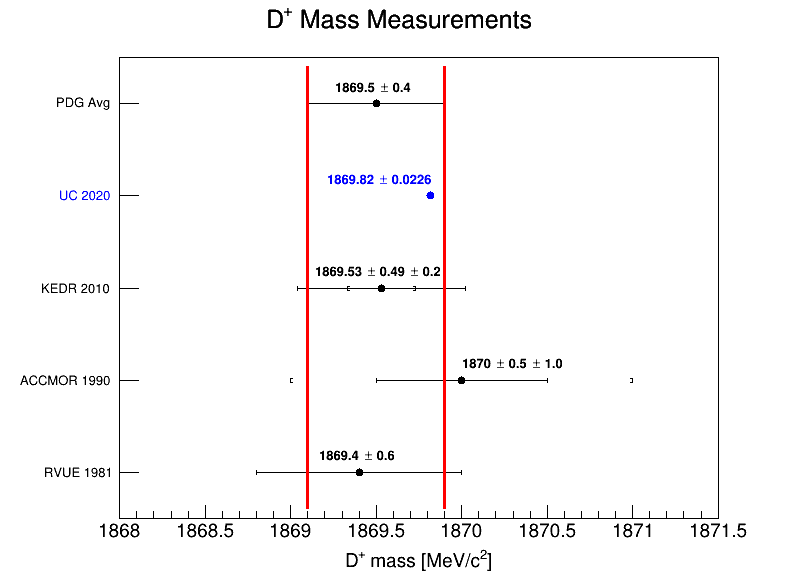 D⁺ Mass Measurements
PDG Avg
1869.5 ± 0.4
UC 2020
1869.82 ± 0.0226
KEDR 2010
1869.53 ± 0.49 ± 0.2
ACCMOR 1990
1870 ± 0.5 ± 1.0
RVUE 1981
1869.4 ± 0.6
1868 1868.5 1869 1869.5 1870 1870.5 1871 1871.5
D⁺ mass [MeV/c²]